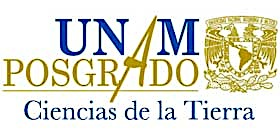 UNAM
POSGRADO
Ciencias de la Tierra